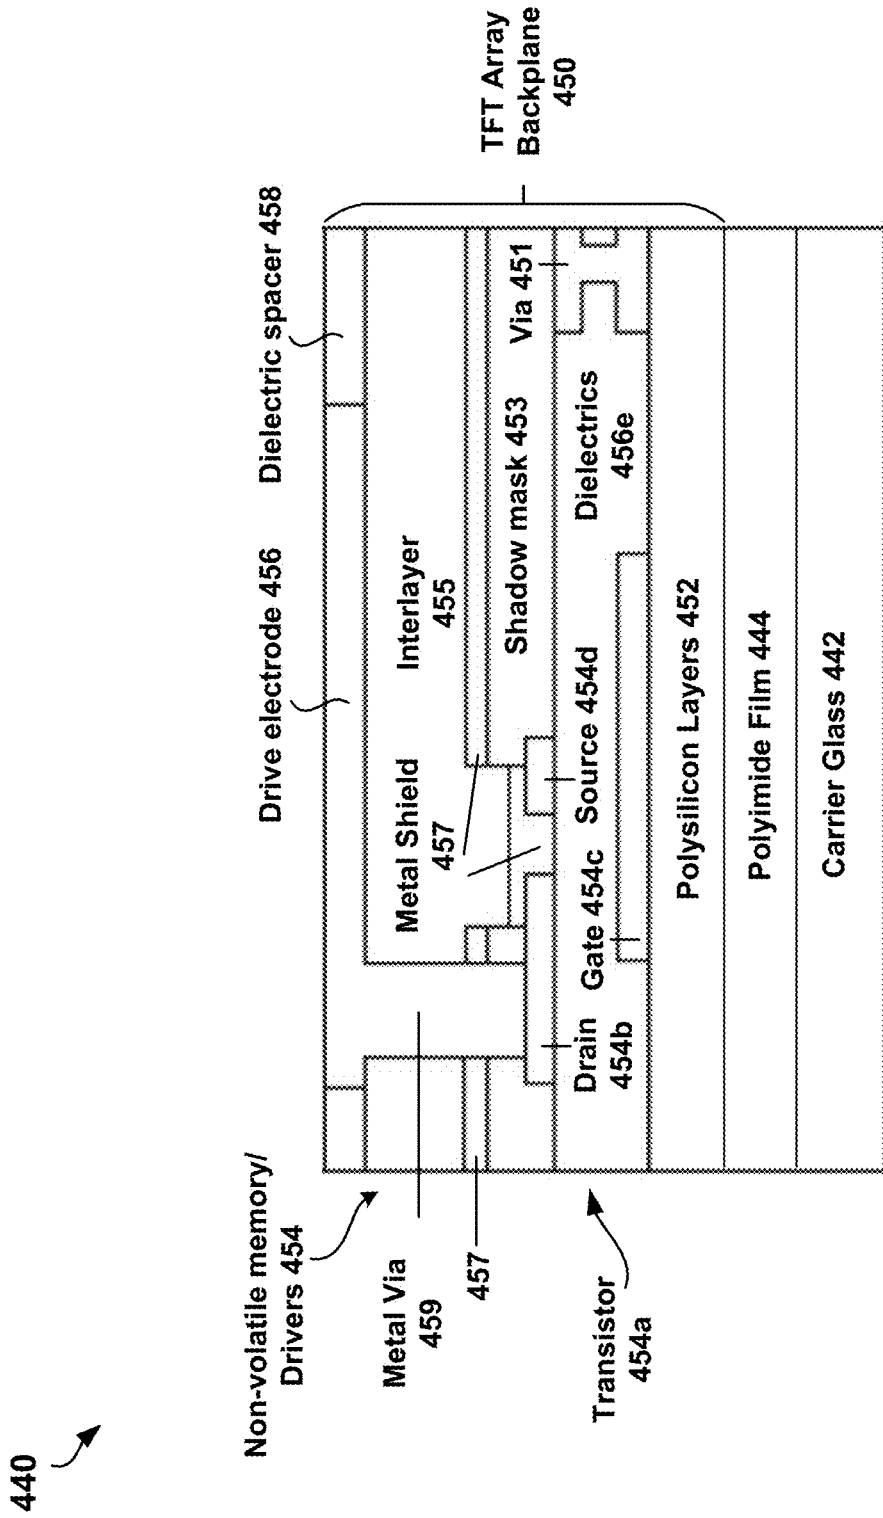 440
Non-volatile memory/
Drivers 454
Drive electrode 456
Dielectric spacer 458
Metal Via
459
457
Metal Shield
457
Interlayer
455
Shadow mask 453
Via 451
TFT Array
Backplane
450
Transistor
454a
Drain
454b
Gate 454c
Source 454d
Dielectrics
456e
Polysilicon Layers 452
Polyimide Film 444
Carrier Glass 442